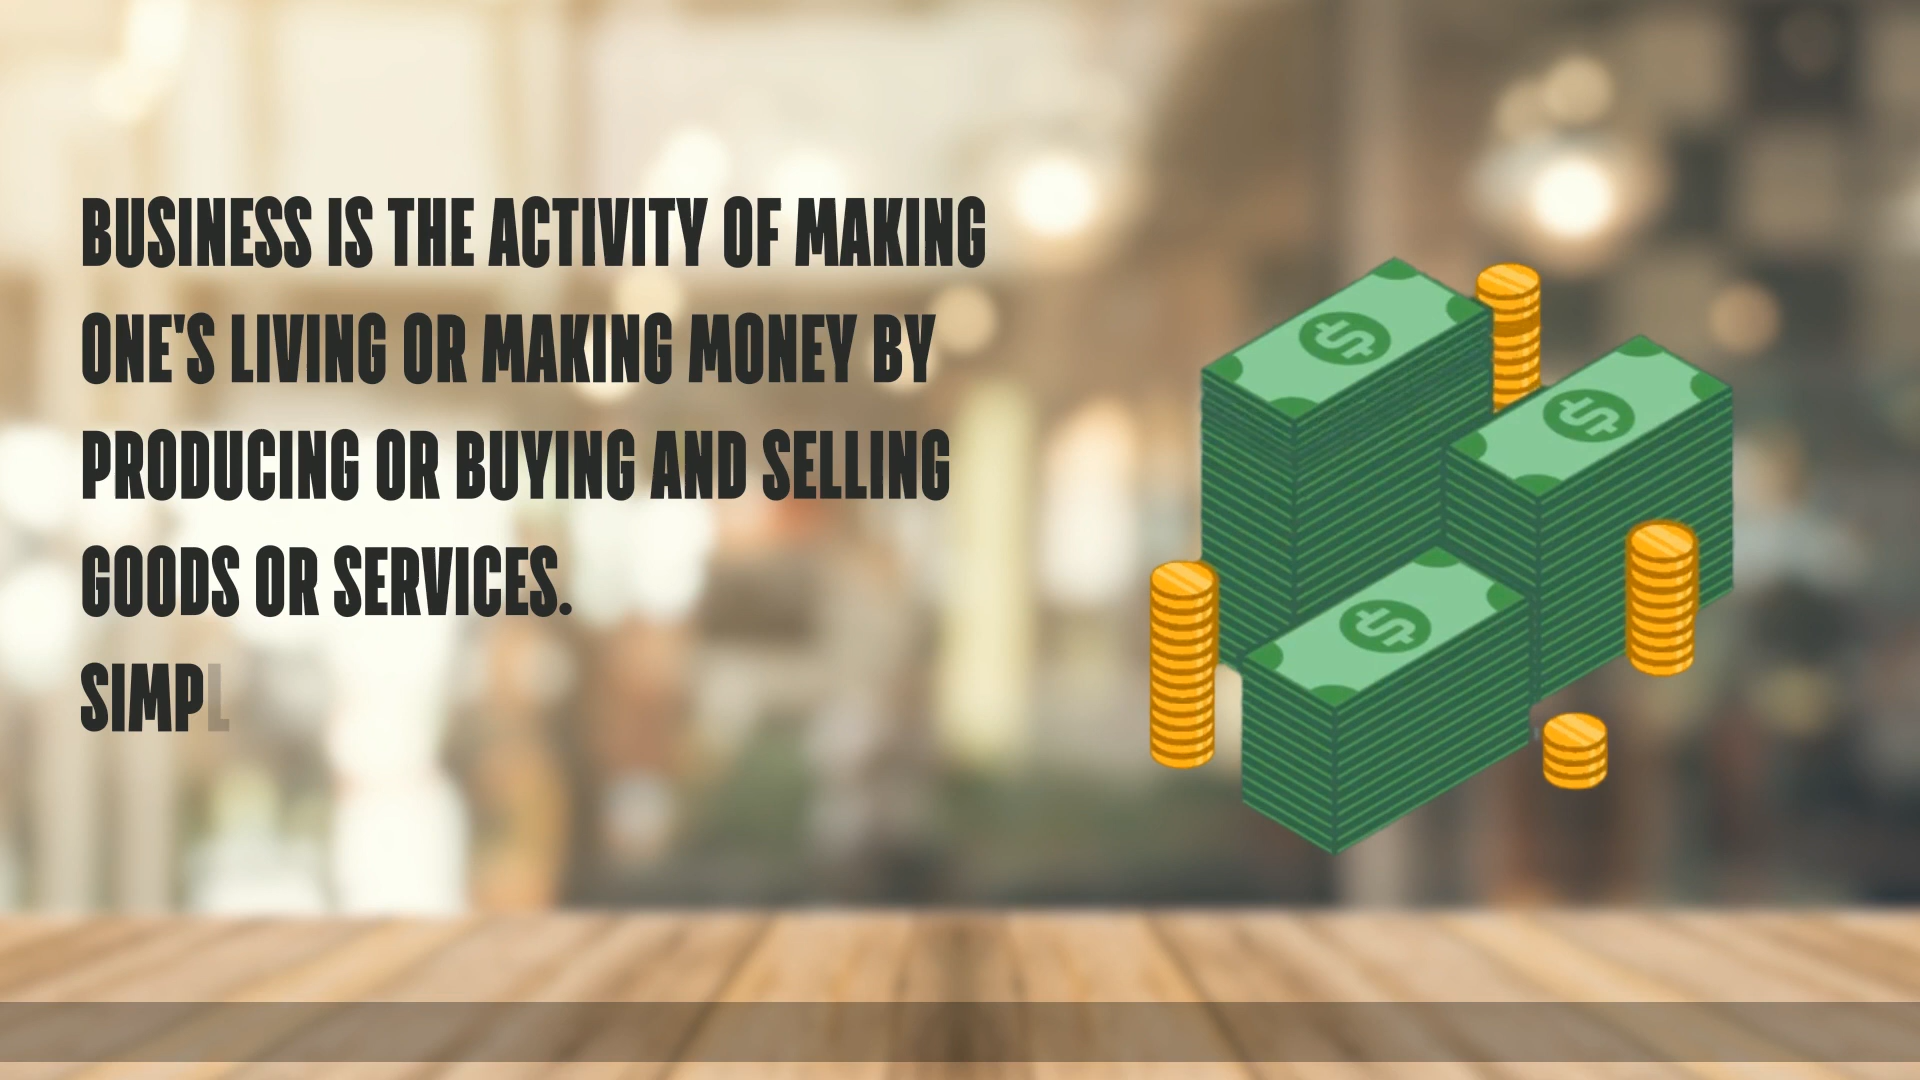 BUSINESS IS THE ACTIVITY OF MAKING
ONE'S LIVING OR MAKING MONEY BY
PRODUCING OR BUYING AND SELLING
GOODS OR SERVICES.
SIMPL